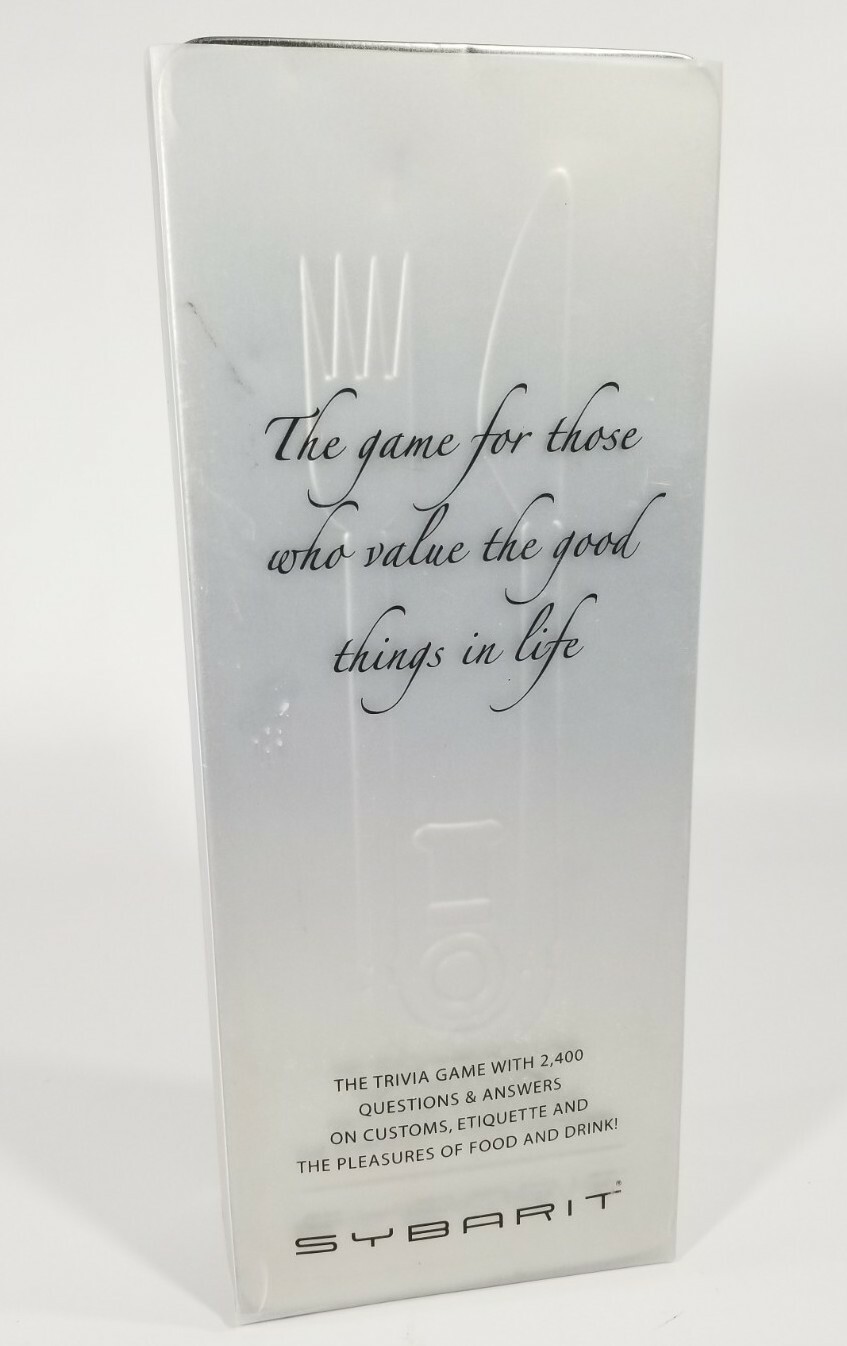 The game for those
who value the good
things in life
THE TRIVIA GAME WITH 2,400
QUESTIONS & ANSWERS
ON CUSTOMS, ETIQUETTE AND
THE PLEASURES OF FOOD AND DRINK!
SYBARIT®